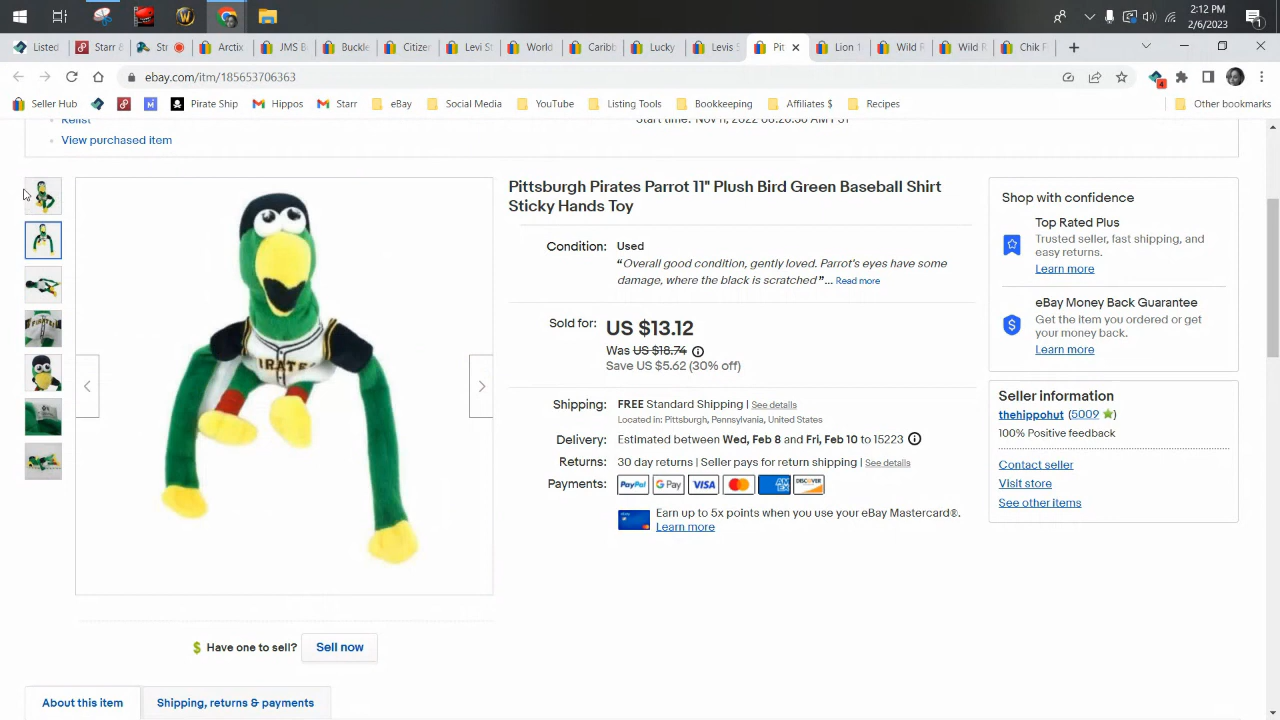 2:12 PM
2/6/2023
Listed
Starr &
Str
Arctix
JMS B
Buckle
Citizer
Levi St
World
Caribb
Lucky
Levis S
Pit
Lion 1
Wild R
Wild R
Chik F
ebay.com/itm/185653706363
4
Seller Hub
Pirate Ship
Hippos
Starr
eBay
Social Media
YouTube
Listing Tools
Bookkeeping
Affiliates $
Recipes
Other bookmarks
Relist
View purchased item
Pittsburgh Pirates Parrot 11" Plush Bird Green Baseball Shirt
Sticky Hands Toy
Condition: Used
“Overall good condition, gently loved. Parrot's eyes have some
damage, where the black is scratched”... Read more
Sold for: US $13.12
Was US $18.74
Save US $5.62 (30% off)
Shipping: FREE Standard Shipping | See details
Located in: Pittsburgh, Pennsylvania, United States
Delivery: Estimated between Wed, Feb 8 and Fri, Feb 10 to 15223
Returns: 30 day returns | Seller pays for return shipping | See details
Payments: PayPal G Pay VISA DISCOVER
Earn up to 5x points when you use your eBay Mastercard®.
Learn more
Shop with confidence
Top Rated Plus
Trusted seller, fast shipping, and
easy returns.
Learn more
eBay Money Back Guarantee
Get the item you ordered or get
your money back.
Learn more
Seller information
thehippohut (5009)
100% Positive feedback
Contact seller
Visit store
See other items
PIRATES
$ Have one to sell? Sell now
About this item
Shipping, returns & payments